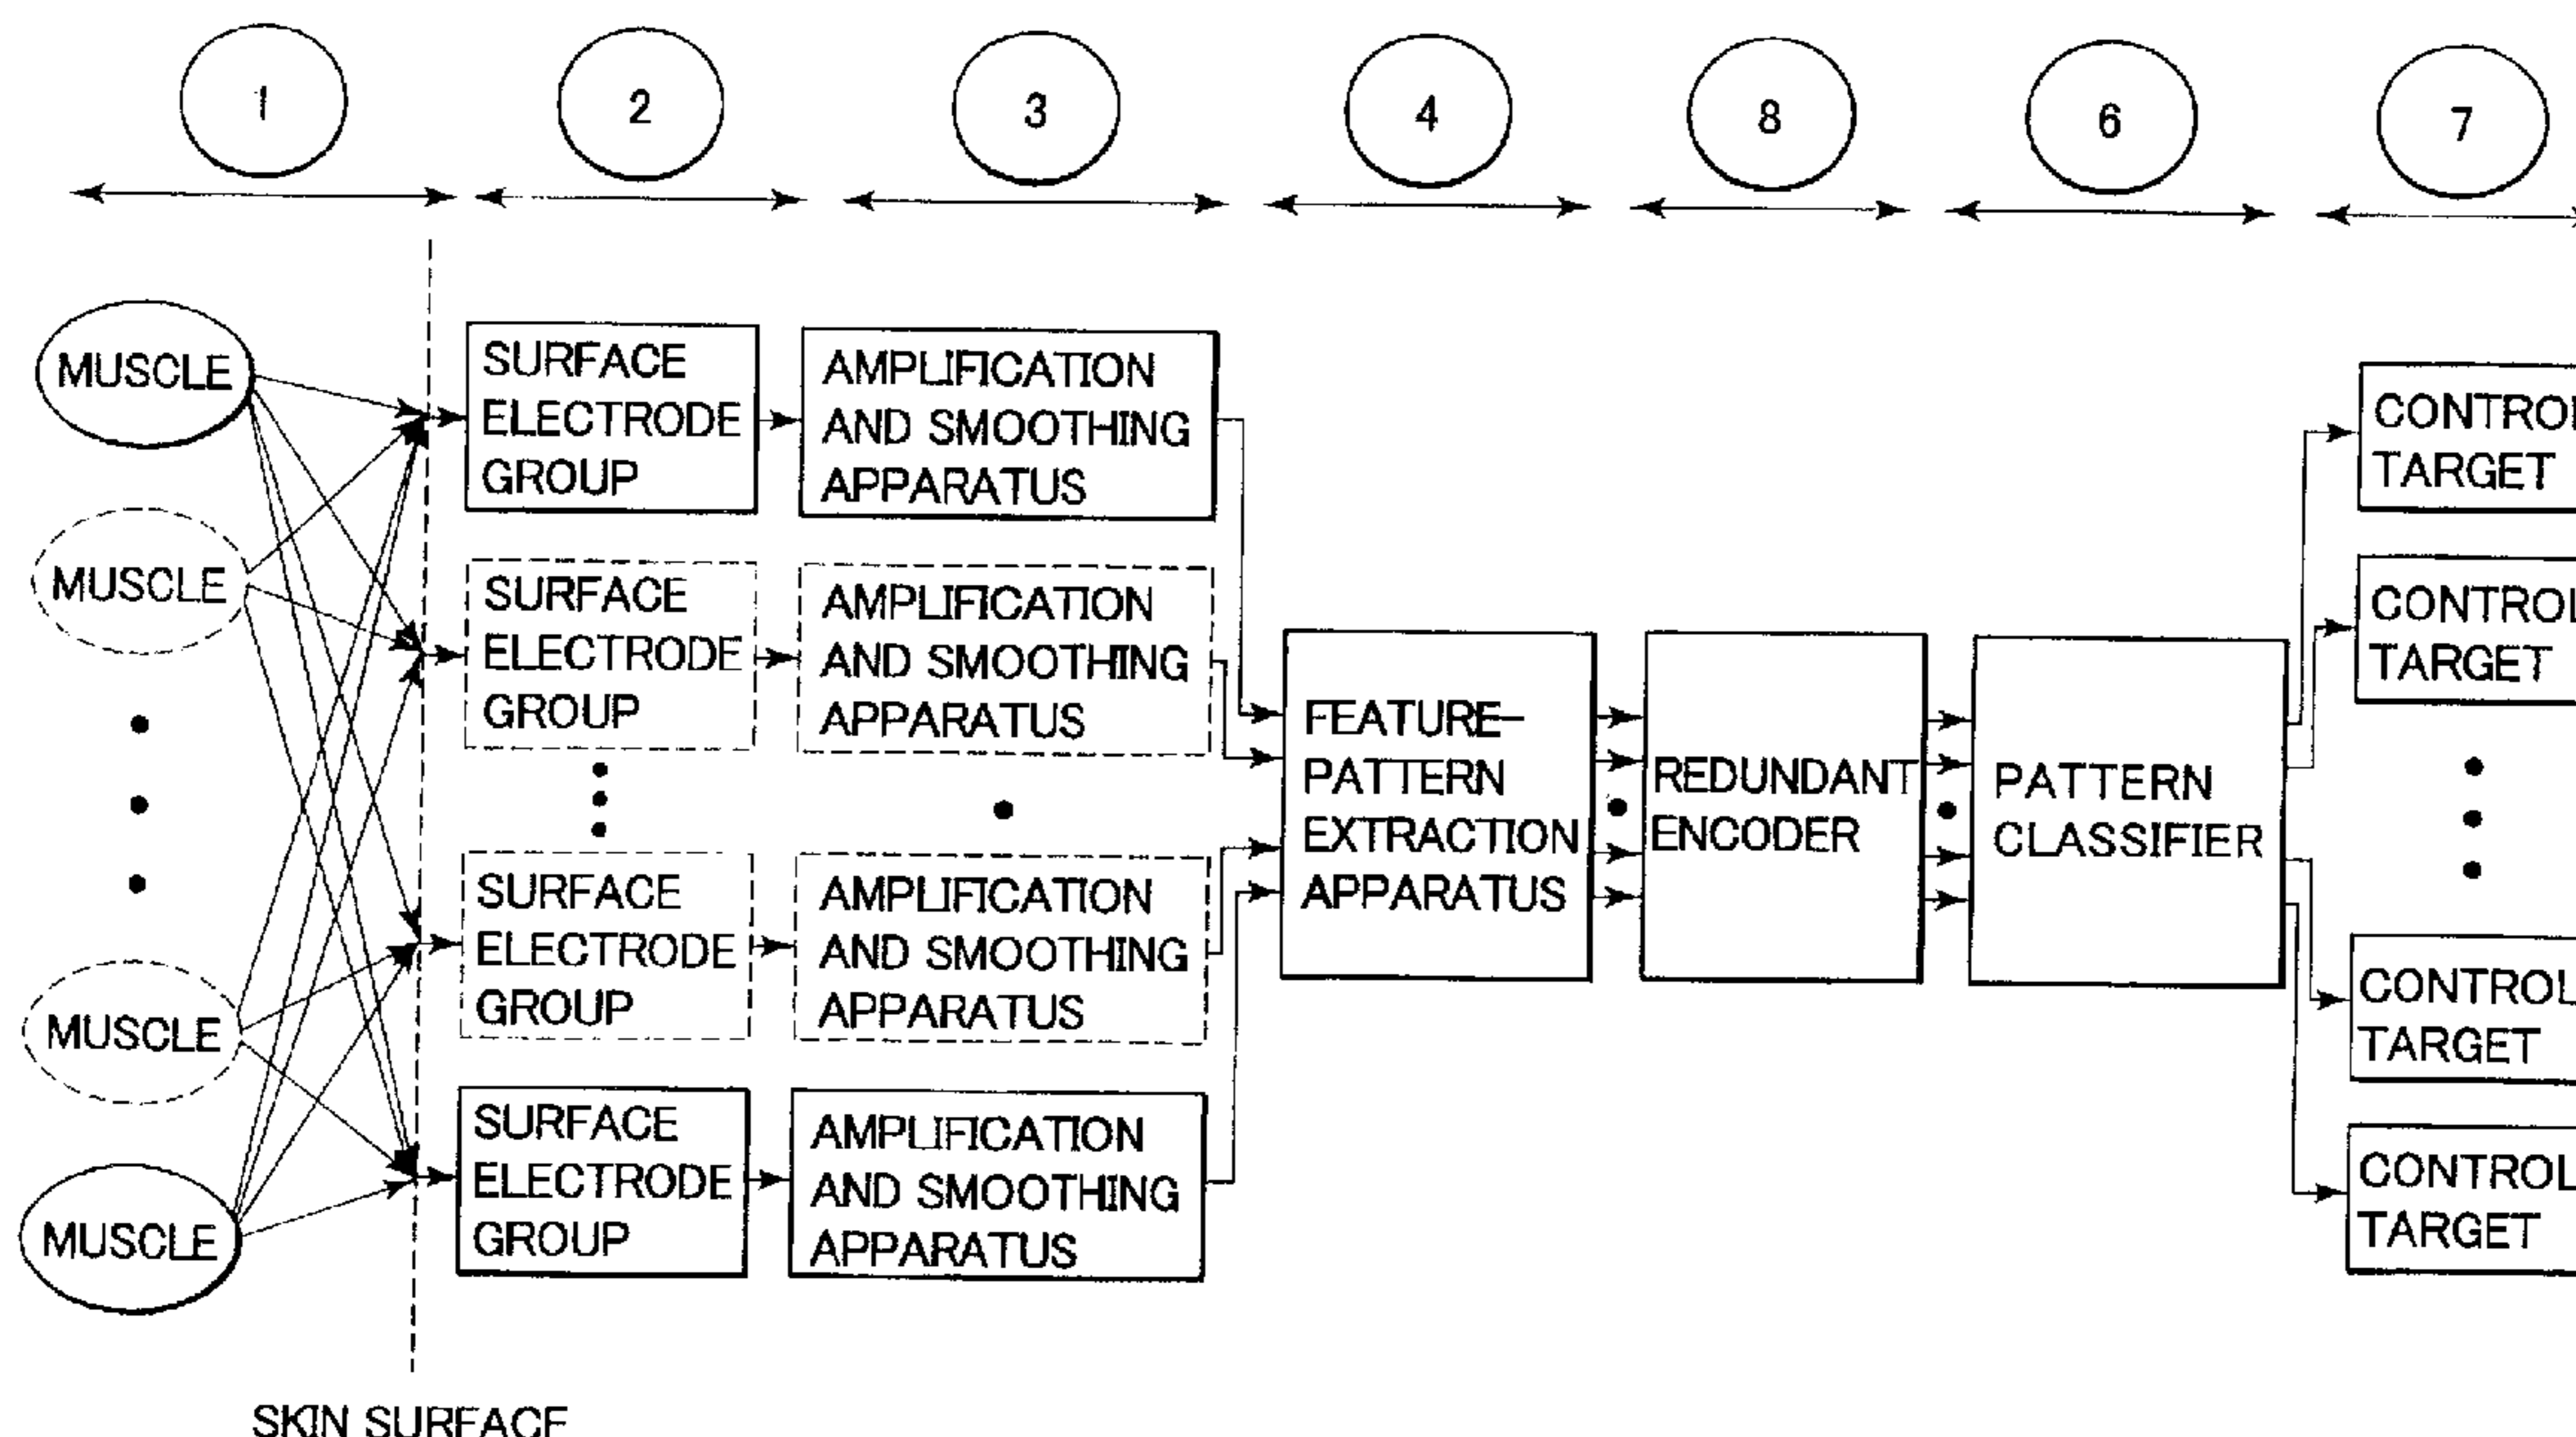 1
2
3
4
8
6
7
MUSCLE
MUSCLE
MUSCLE
MUSCLE
SKIN SURFACE
SURFACE
ELECTRODE
GROUP
SURFACE
ELECTRODE
GROUP
SURFACE
ELECTRODE
GROUP
SURFACE
ELECTRODE
GROUP
AMPLIFICATION
AND SMOOTHING
APPARATUS
AMPLIFICATION
AND SMOOTHING
APPARATUS
AMPLIFICATION
AND SMOOTHING
APPARATUS
AMPLIFICATION
AND SMOOTHING
APPARATUS
FEATURE-
PATTERN
EXTRACTION
APPARATUS
REDUNDANT
ENCODER
PATTERN
CLASSIFIER
CONTROL
TARGET
CONTROL
TARGET
CONTROL
TARGET
CONTROL
TARGET